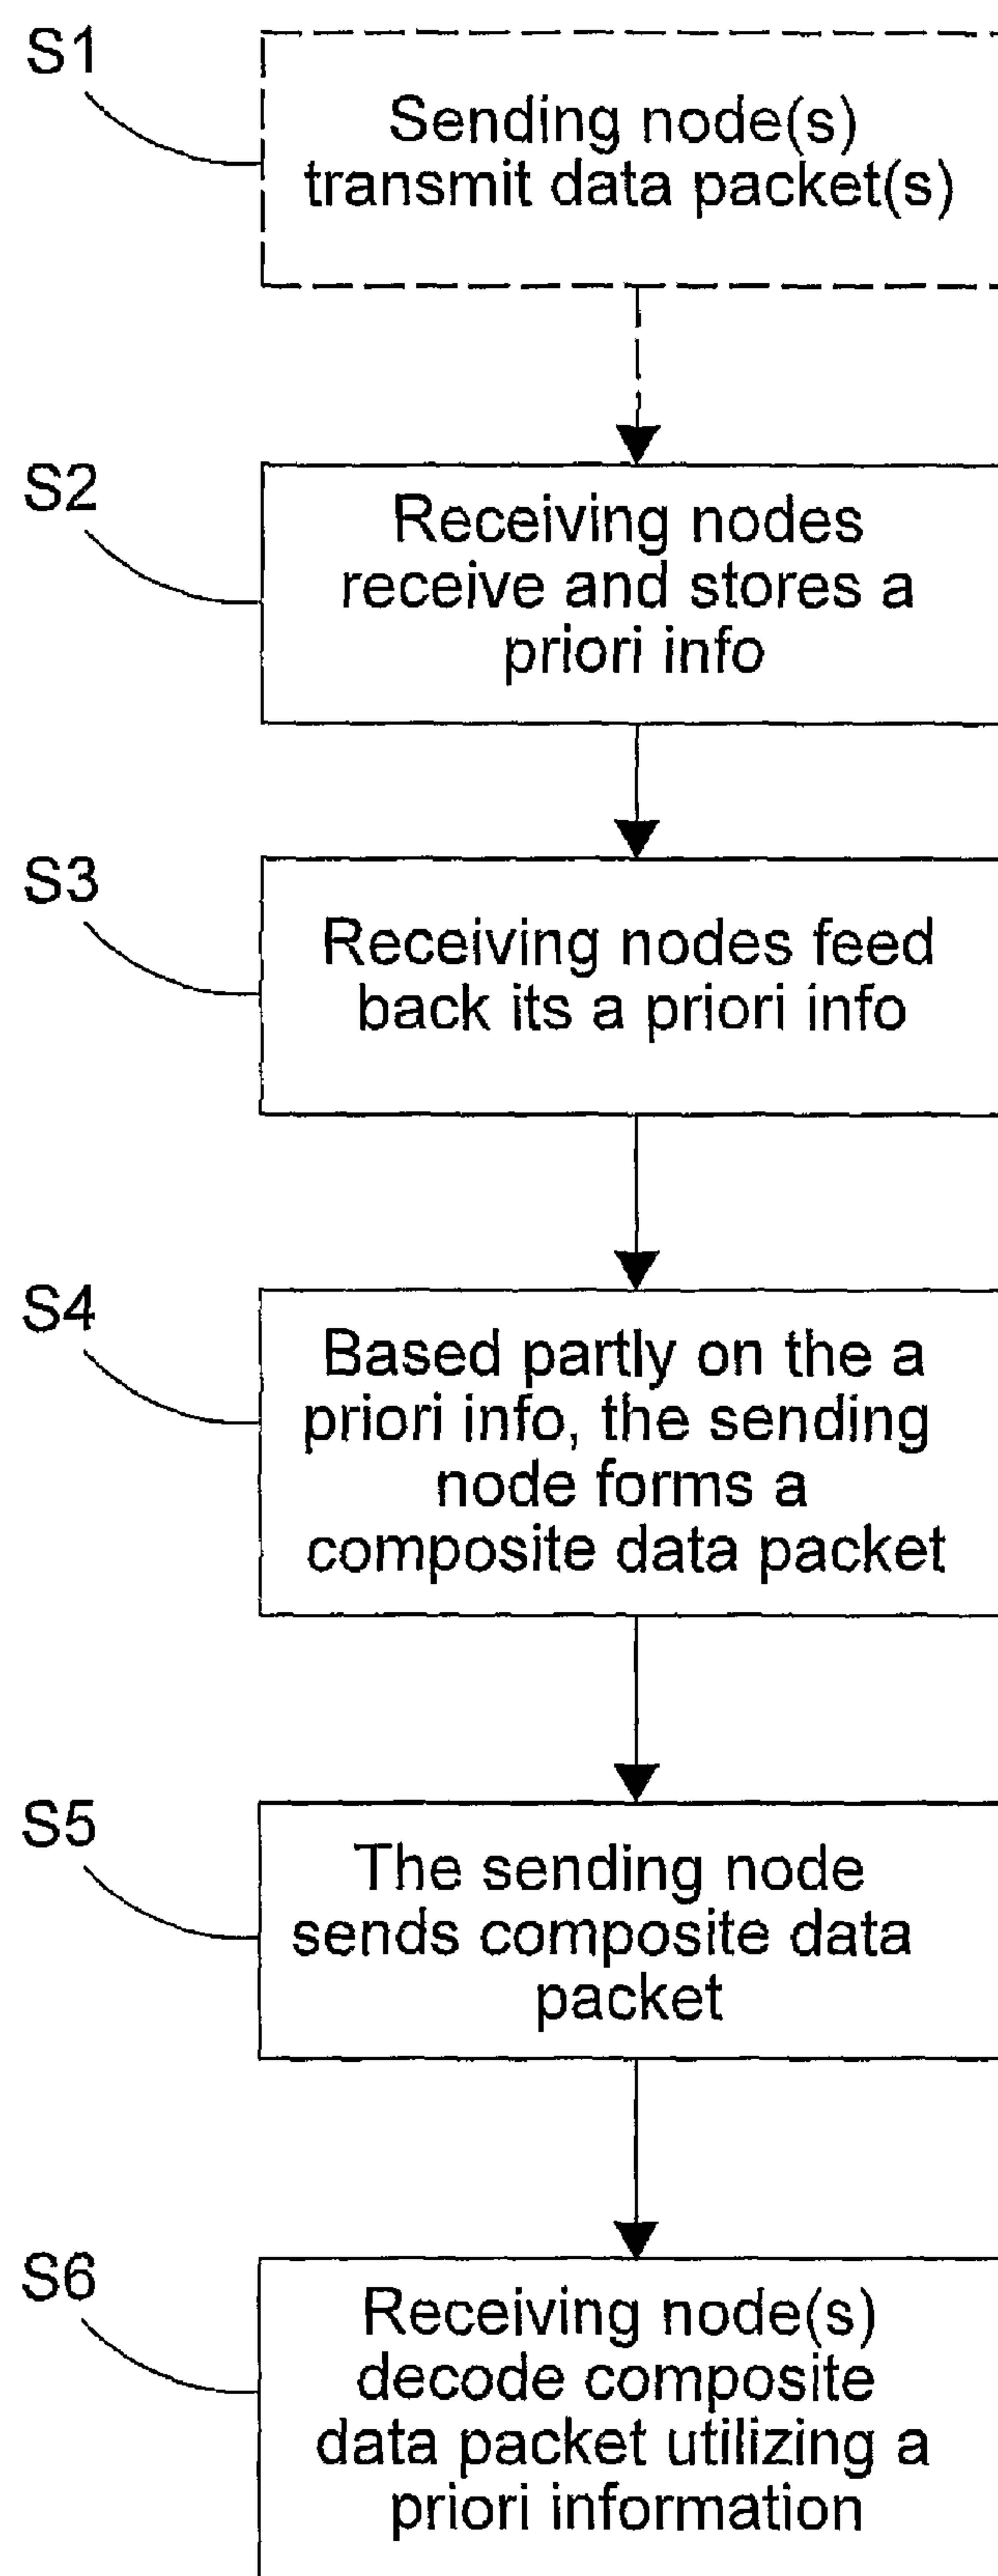 S1
Sending node(s)
transmit data packet(s)
S2
Receiving nodes
receive and stores a
priori info
S3
Receiving nodes feed
back its a priori info
S4
Based partly on the a
priori info, the sending
node forms a
composite data packet
S5
The sending node
sends composite data
packet
S6
Receiving node(s)
decode composite
data packet utilizing a
priori information